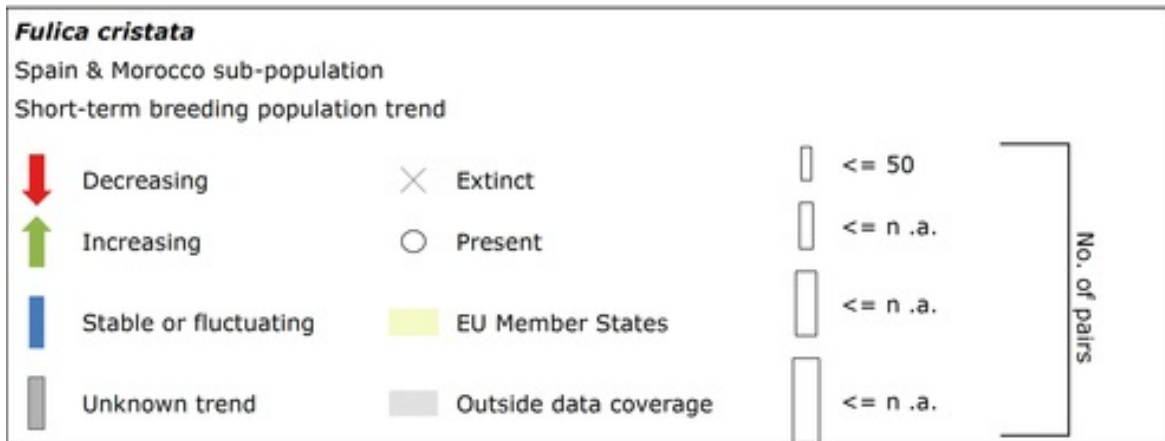 Fulica cristata
Spain & Morocco sub-population
Short-term breeding population trend
Decreasing
Increasing
Stable or fluctuating
Unknown trend
Extinct
Present
EU Member States
Outside data coverage
<= 50
<= n .a.
<= n .a.
<= n .a.
No. of pairs